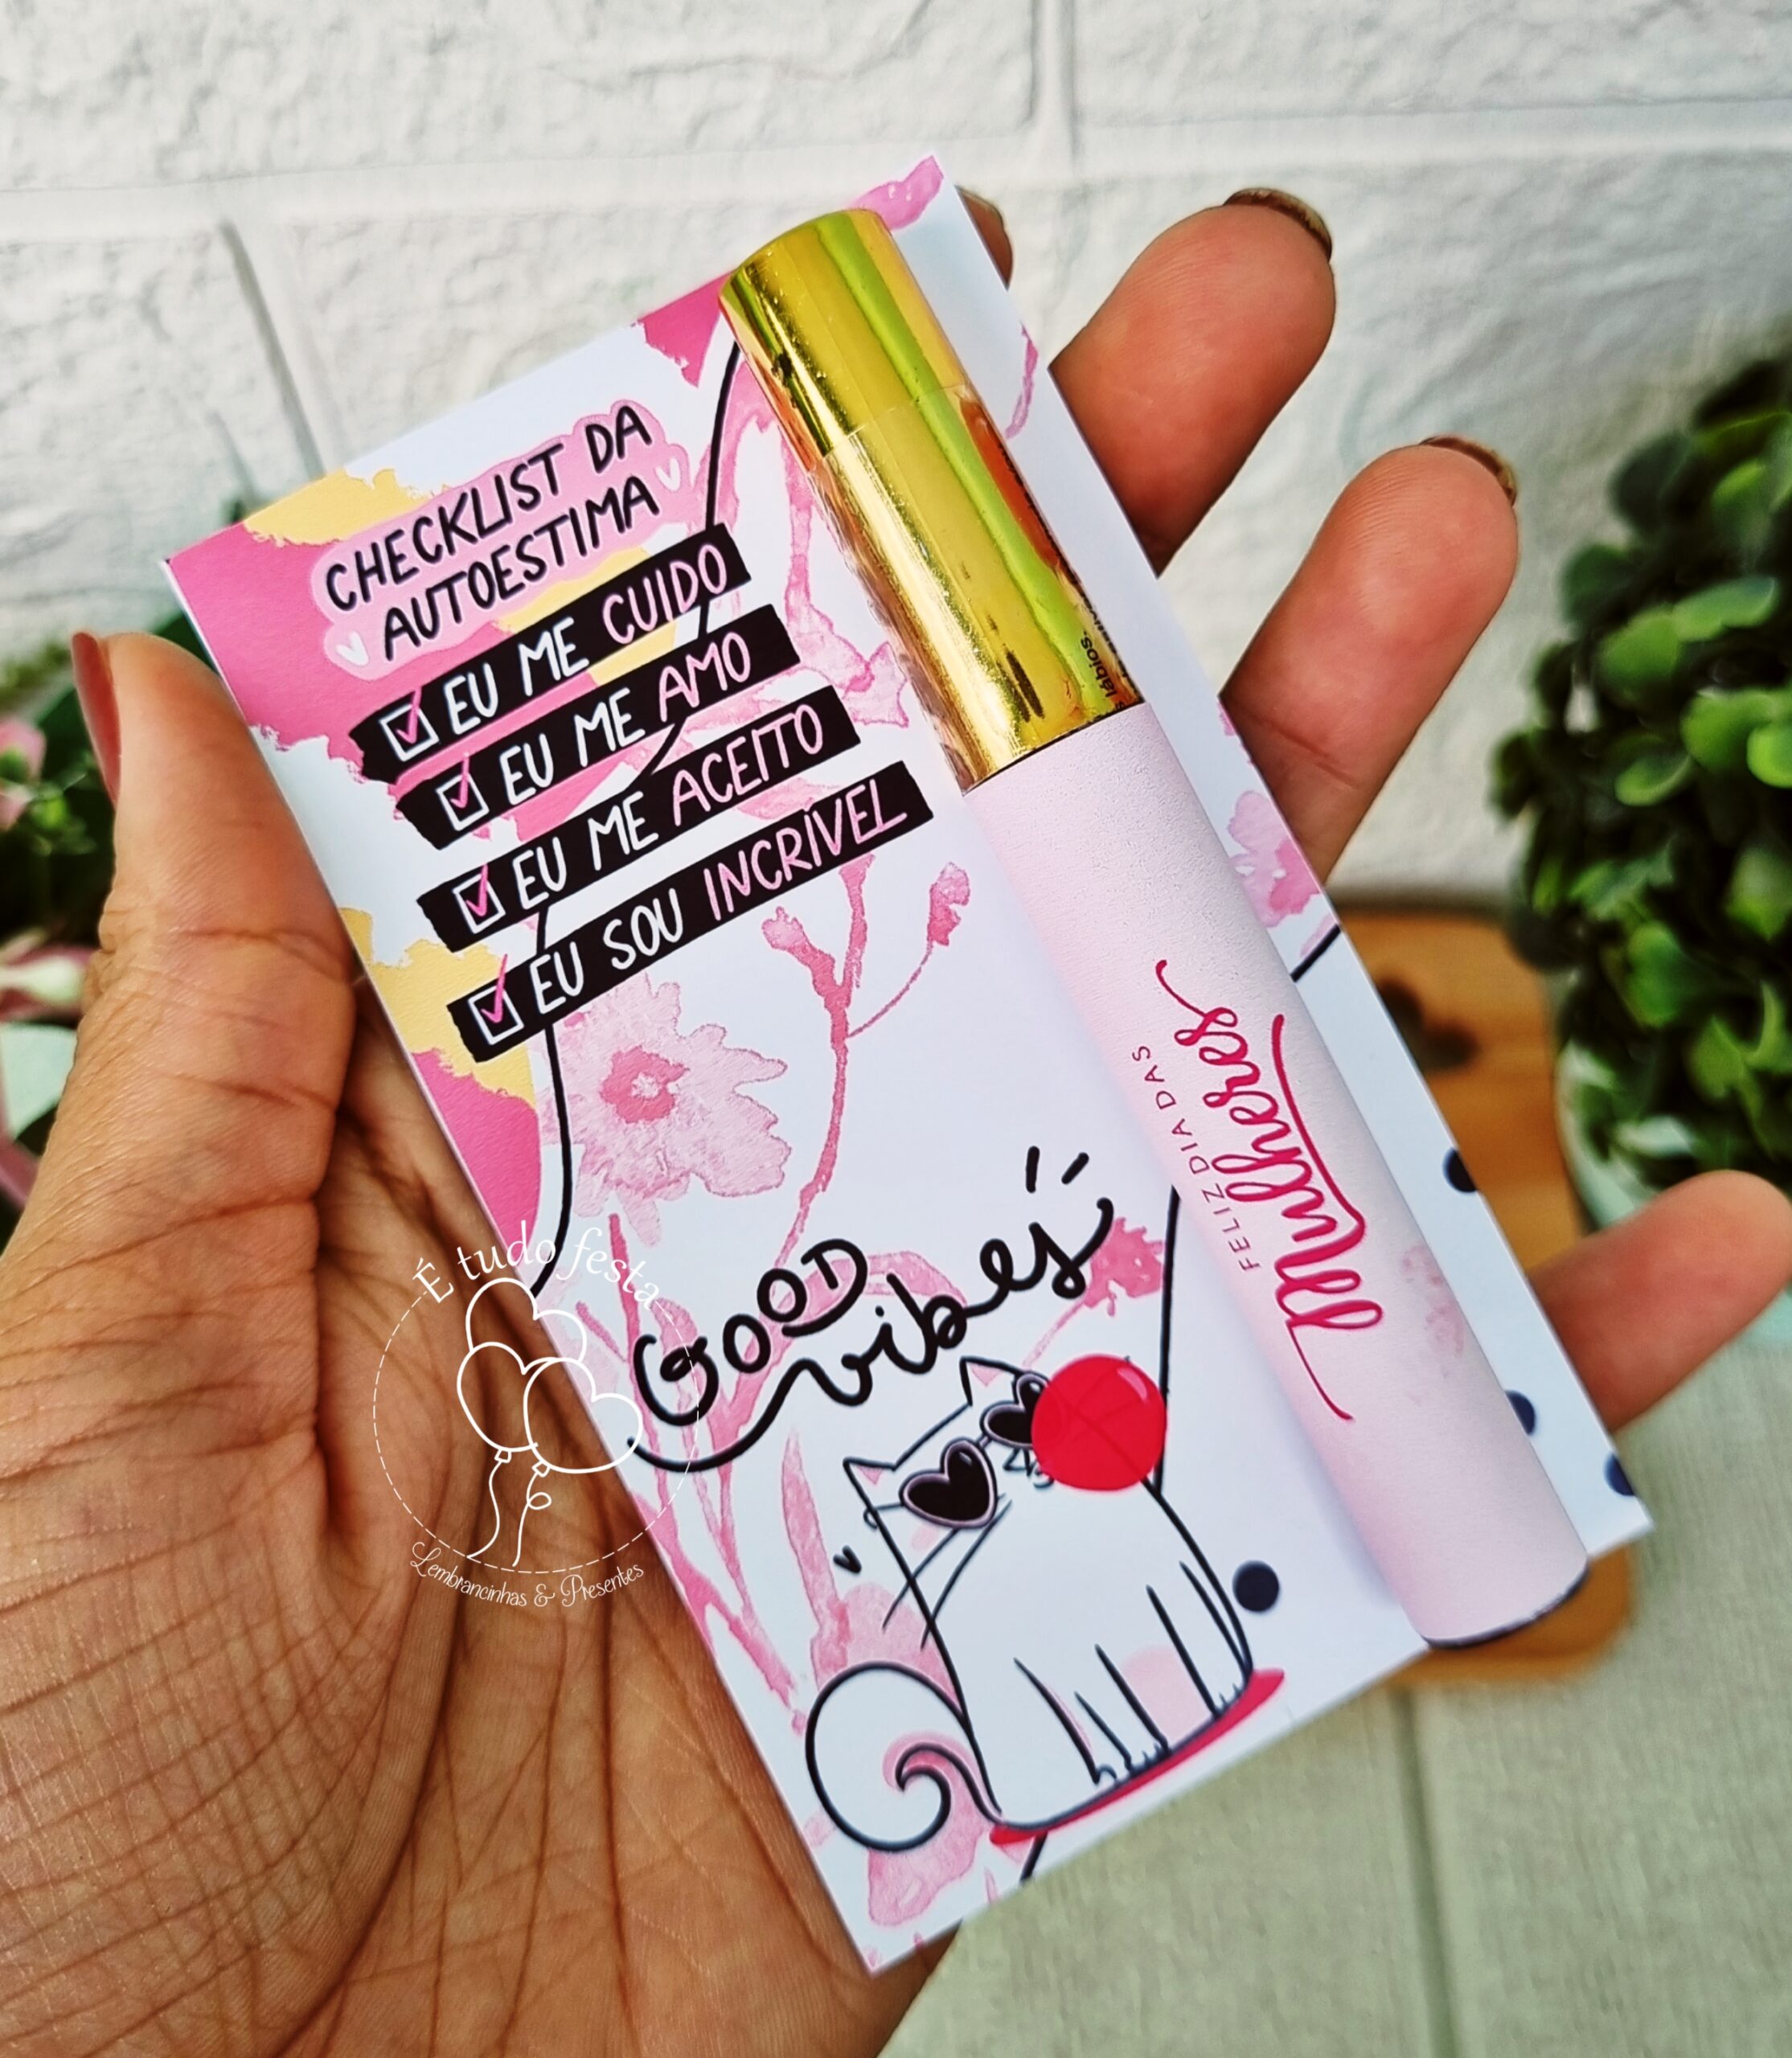 CHECKLIST DA
AUTOESTIMA
EU ME CUIDO
EU ME AMO
EU ME ACEITO
EU SOU INCRÍVEL
lábios.
FELIZ DIA DAS
Mulheres
GOOD
vibes
É tudo festa
Lembrancinhas & Presentes